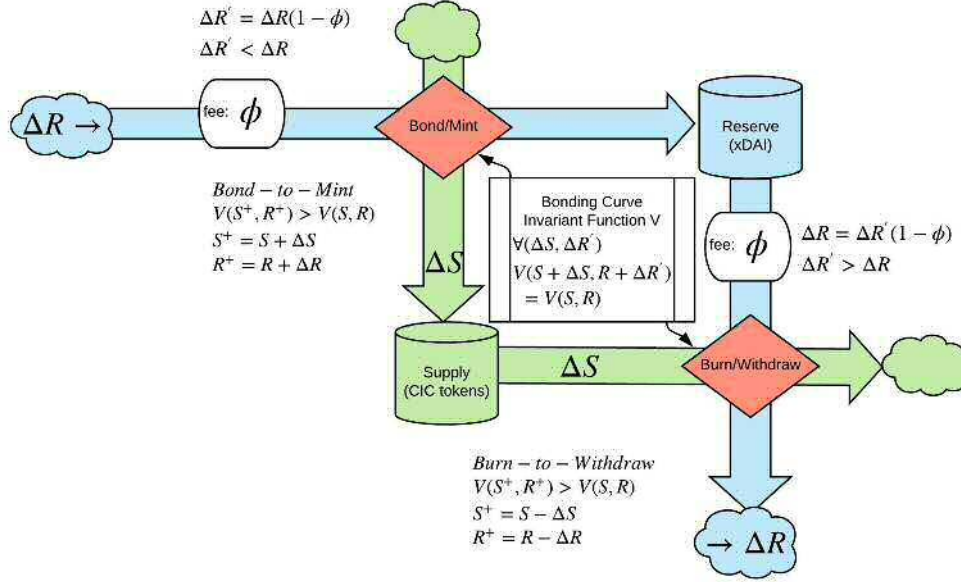 ΔR′ = ΔR(1 − ϕ)
ΔR′ < ΔR
ΔR →
fee: ϕ
Bond/Mint
Reserve
(xDAI)
Bond − to − Mint
V(S⁺, R⁺) > V(S, R)
S⁺ = S + ΔS
R⁺ = R + ΔR
ΔS
Bonding Curve
Invariant Function V
∀(ΔS, ΔR′)
V(S + ΔS, R + ΔR′)
= V(S, R)
fee: ϕ
ΔR = ΔR′(1 − ϕ)
ΔR′ > ΔR
Supply
(CIC tokens)
ΔS
Burn/Withdraw
Burn − to − Withdraw
V(S⁺, R⁺) > V(S, R)
S⁺ = S − ΔS
R⁺ = R − ΔR
→ ΔR